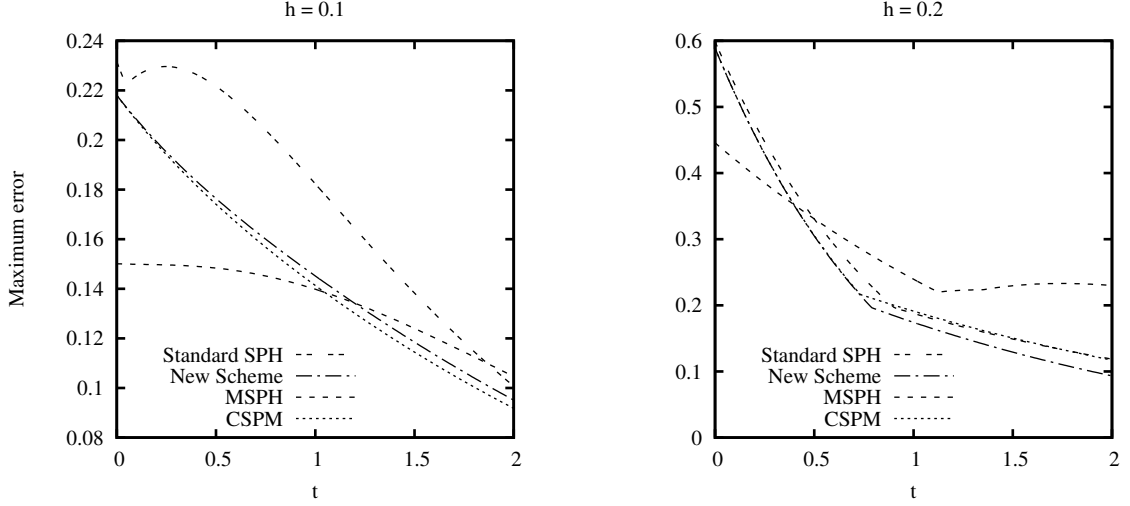 h = 0.1
0.24
0.22
0.2
0.18
0.16
0.14
0.12
0.1
0.08
Maximum error
Standard SPH
New Scheme
MSPH
CSPM
0
0.5
1
1.5
2
t
h = 0.2
0.6
0.5
0.4
0.3
0.2
0.1
0
Standard SPH
New Scheme
MSPH
CSPM
0
0.5
1
1.5
2
t